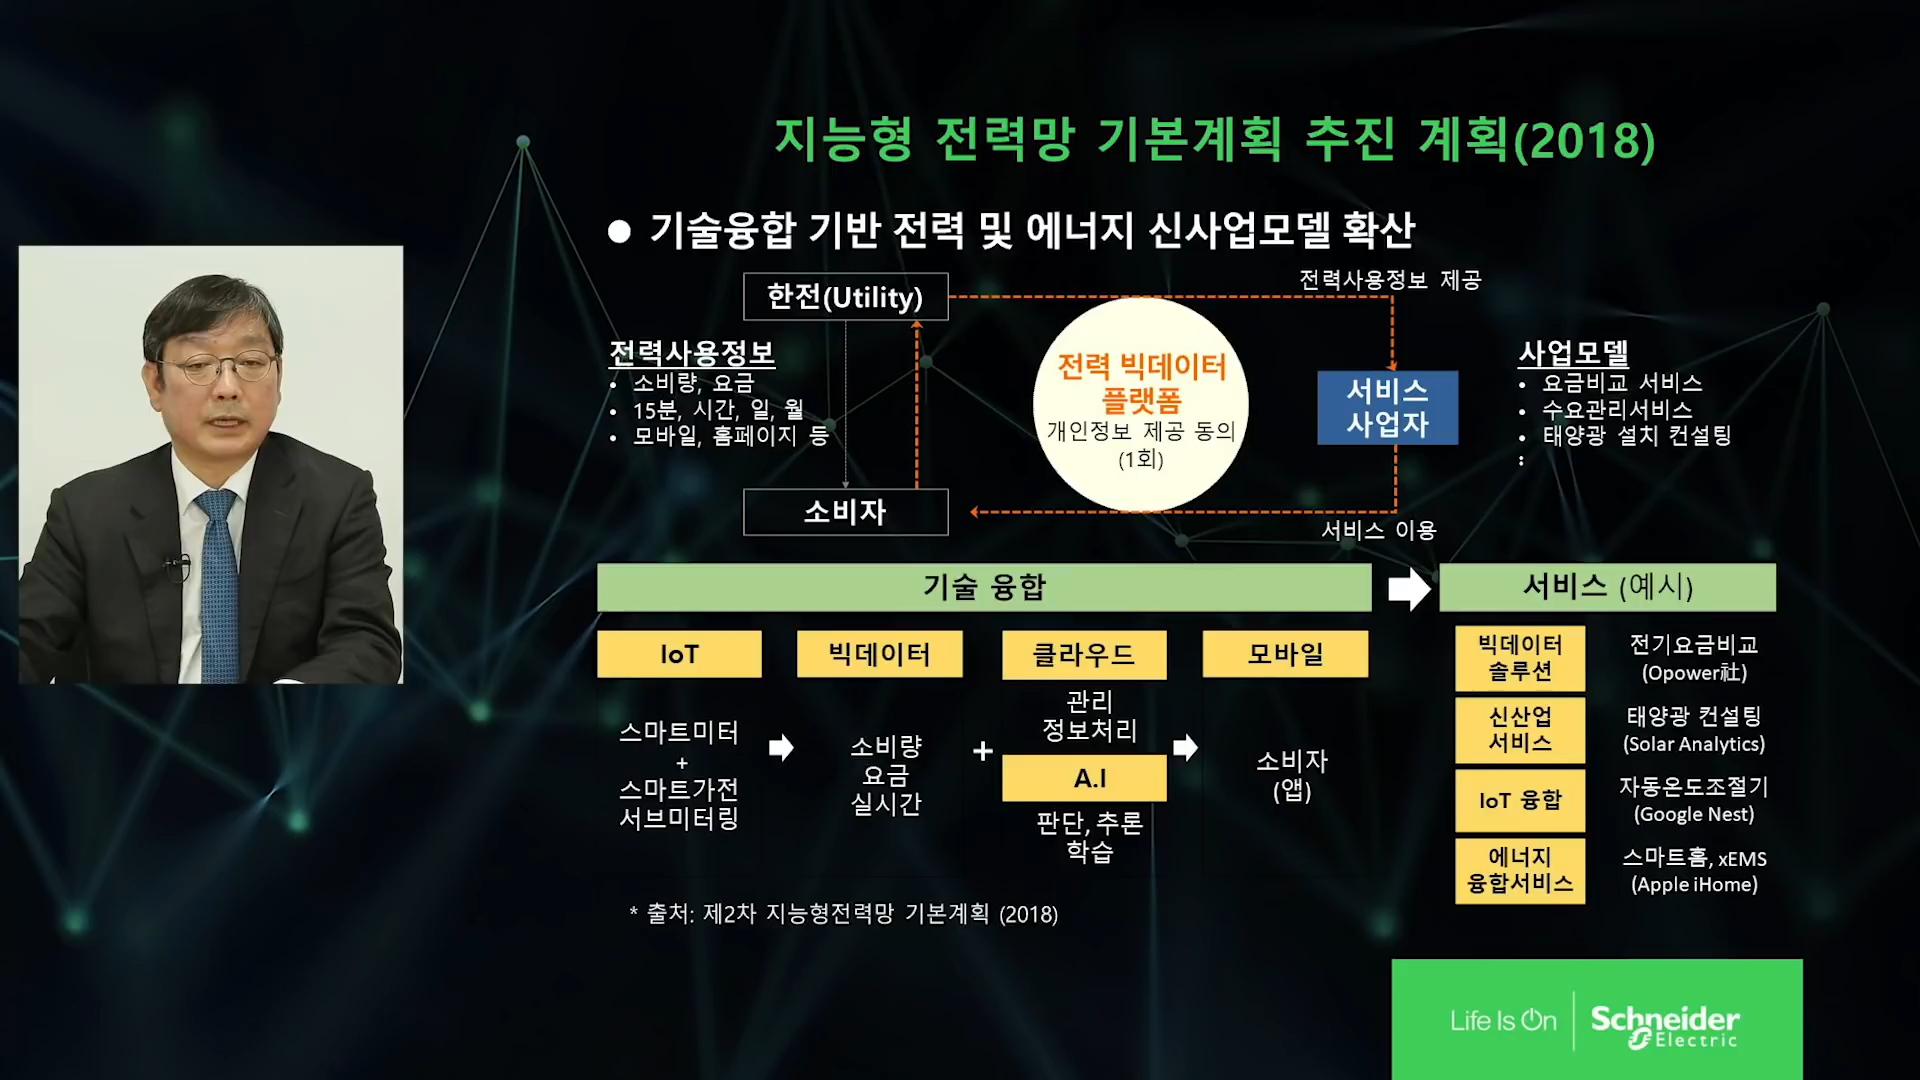 지능형 전력망 기본계획 추진 계획(2018)
● 기술융합 기반 전력 및 에너지 신사업모델 확산
한전(Utility)
전력사용정보 제공
전력사용정보
• 소비량, 요금
• 15분, 시간, 일, 월
• 모바일, 홈페이지 등
전력 빅데이터
플랫폼
개인정보 제공 동의
(1회)
서비스
사업자
사업모델
• 요금비교 서비스
• 수요관리서비스
• 태양광 설치 컨설팅
:
소비자
서비스 이용
기술 융합
서비스 (예시)
IoT
스마트미터
+
스마트가전
서브미터링
빅데이터
소비량
요금
실시간
+
클라우드
관리
정보처리
A.I
판단, 추론
학습
모바일
소비자
(앱)
빅데이터
솔루션
전기요금비교
(Opower社)
신산업
서비스
태양광 컨설팅
(Solar Analytics)
IoT 융합
자동온도조절기
(Google Nest)
에너지
융합서비스
스마트홈, xEMS
(Apple iHome)
* 출처: 제2차 지능형전력망 기본계획 (2018)
Life Is On
Schneider
Electric